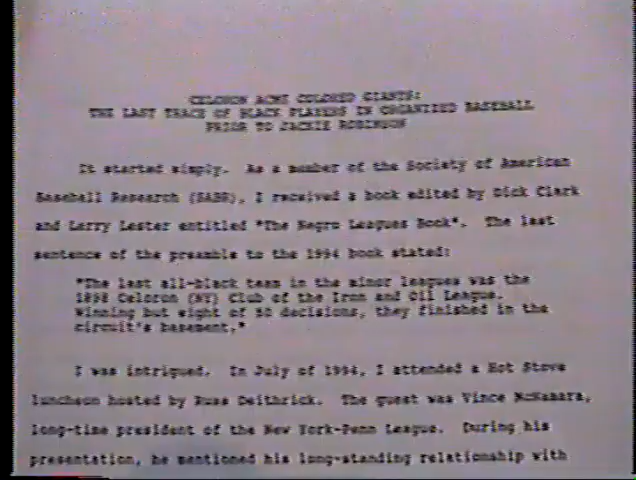 CELORON ACME COLORED GIANTS:
THE LAST TRACE OF BLACK PLAYERS IN ORGANIZED BASEBALL
PRIOR TO JACKIE ROBINSON
It started simply. As a member of the Society of American
Baseball Research (SABR), I received a book edited by Dick Clark
and Larry Lester entitled "The Negro Leagues Book". The last
sentence of the preamble to the 1994 book stated:
"The last all-black team in the minor leagues was the
1898 Celoron (NY) Club of the Iron and Oil League.
Winning but eight of 50 decisions, they finished in the
circuit's basement."
I was intrigued. In July of 1994, I attended a Hot Stove
luncheon hosted by Russ Deithrick. The guest was Vince McNamara,
long-time president of the New York-Penn League. During his
presentation, he mentioned his long-standing relationship with